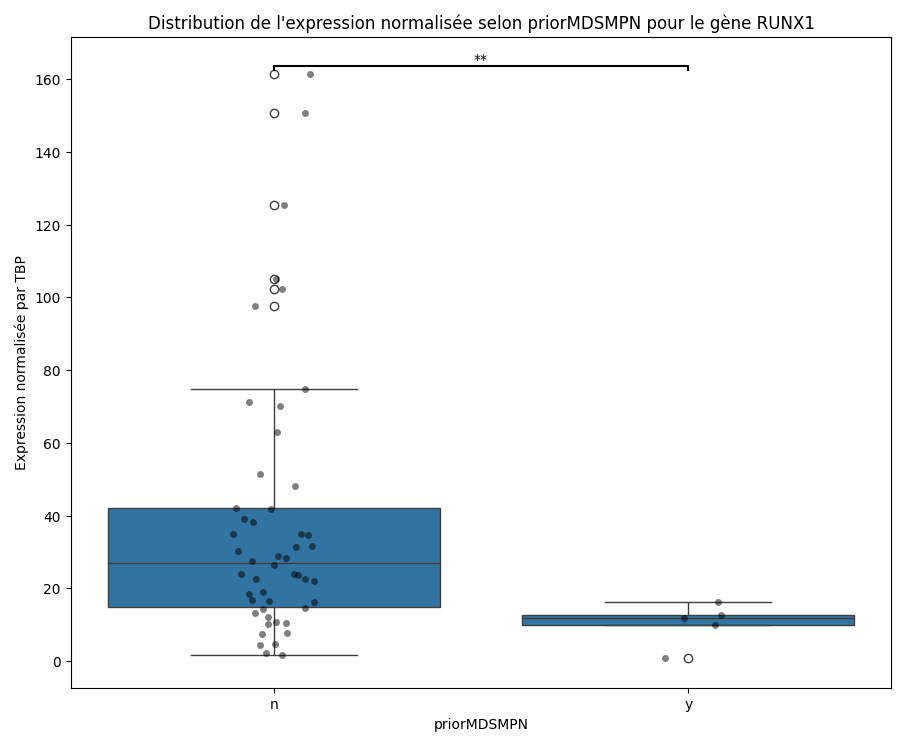 Distribution de l'expression normalisée selon priorMDSMPN pour le gène RUNX1
**
160
140
120
100
80
60
40
20
0
Expression normalisée par TBP
n
y
priorMDSMPN